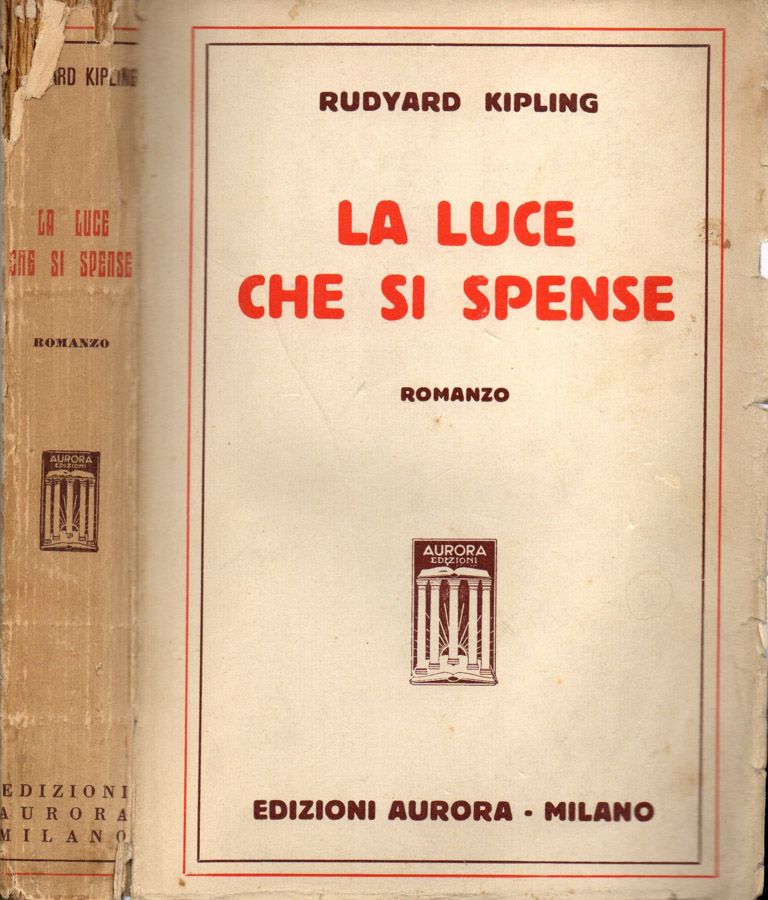 KIPLING
LA LUCE
CHE SI SPENSE
ROMANZO
AURORA
EDIZIONI
EDIZIONI
AURORA
MILANO
RUDYARD KIPLING
LA LUCE
CHE SI SPENSE
ROMANZO
AURORA
EDIZIONI
EDIZIONI AURORA - MILANO